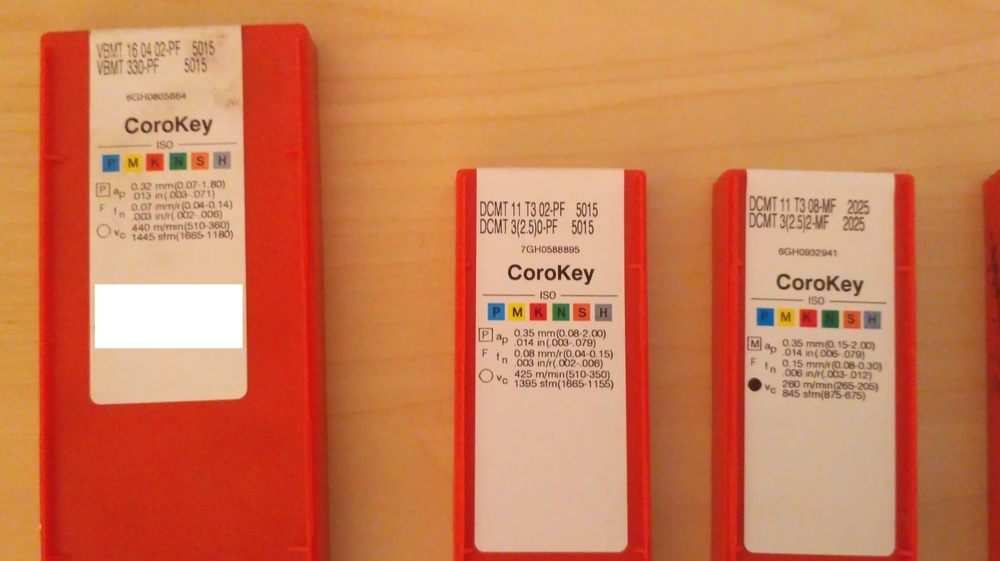 VBMT 16 04 02-PF 5015
VBMT 330-PF 5015
6GH0805664
CoroKey
ISO
P M K N S H
P ap 0.32 mm(0.07-1.80)
.013 in(.003-.071)
F fn 0.07 mm/r(0.04-0.14)
.003 in/r(.002-.006)
vc 440 m/min(510-360)
1445 sfm(1665-1180)
DCMT 11 T3 02-PF 5015
DCMT 3(2.5)0-PF 5015
7GH0588895
CoroKey
ISO
P M K N S H
P ap 0.35 mm(0.08-2.00)
.014 in(.003-.079)
F fn 0.08 mm/r(0.04-0.15)
.003 in/r(.002-.006)
vc 425 m/min(510-350)
1395 sfm(1665-1155)
DCMT 11 T3 08-MF 2025
DCMT 3(2.5)2-MF 2025
6GH0932941
CoroKey
ISO
P M K N S H
M ap 0.35 mm(0.15-2.00)
.014 in(.006-.079)
F fn 0.15 mm/r(0.08-0.30)
.006 in/r(.003-.012)
vc 260 m/min(265-205)
845 sfm(875-675)